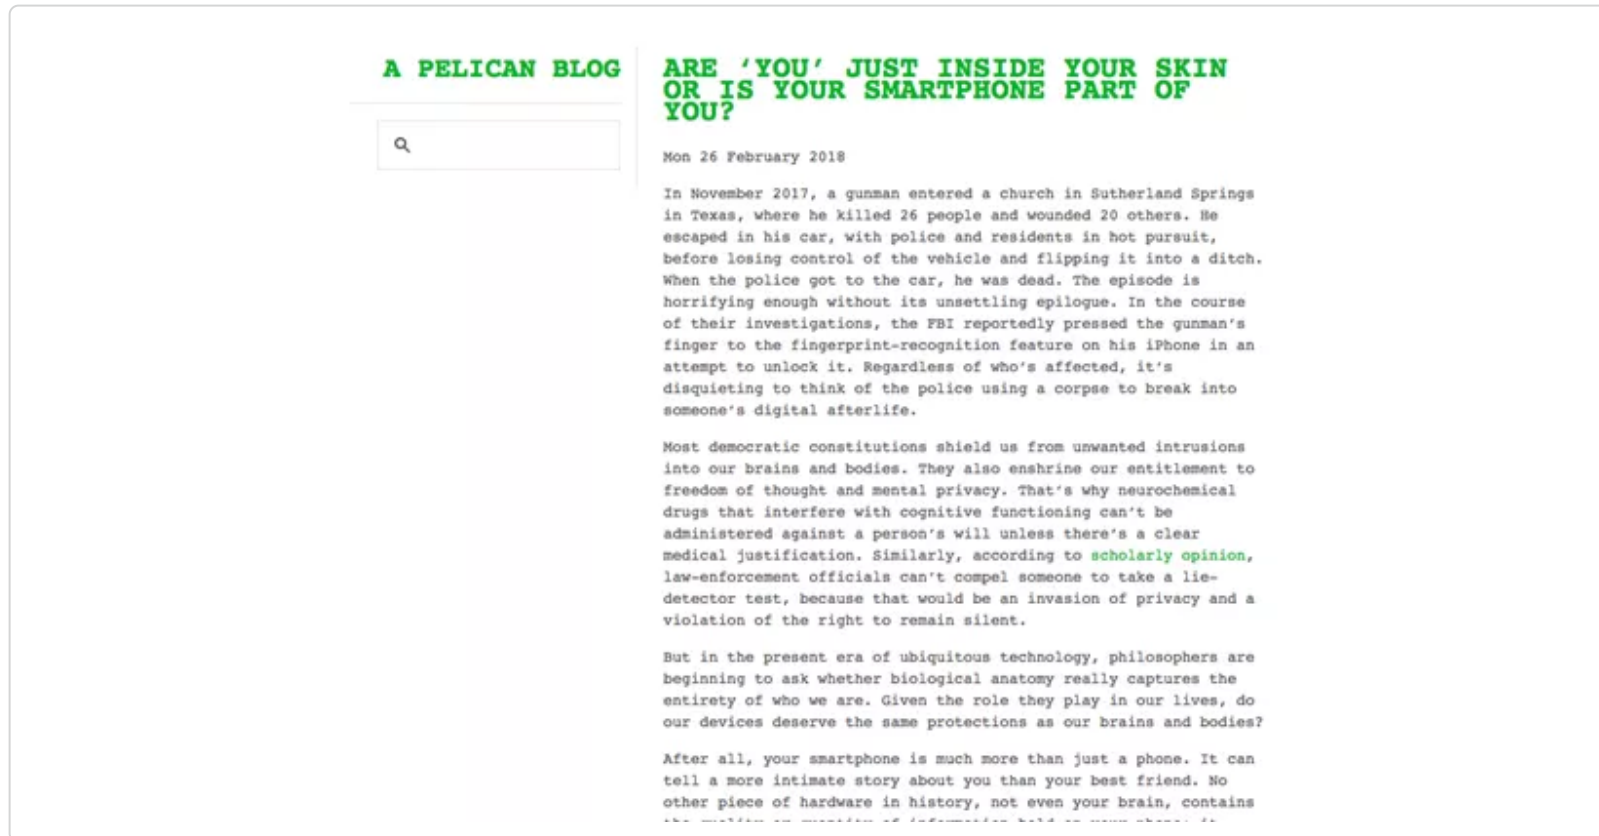 A PELICAN BLOG
ARE ‘YOU’ JUST INSIDE YOUR SKIN
OR IS YOUR SMARTPHONE PART OF
YOU?
Mon 26 February 2018
In November 2017, a gunman entered a church in Sutherland Springs
in Texas, where he killed 26 people and wounded 20 others. He
escaped in his car, with police and residents in hot pursuit,
before losing control of the vehicle and flipping it into a ditch.
When the police got to the car, he was dead. The episode is
horrifying enough without its unsettling epilogue. In the course
of their investigations, the FBI reportedly pressed the gunman’s
finger to the fingerprint-recognition feature on his iPhone in an
attempt to unlock it. Regardless of who’s affected, it’s
disquieting to think of the police using a corpse to break into
someone’s digital afterlife.
Most democratic constitutions shield us from unwanted intrusions
into our brains and bodies. They also enshrine our entitlement to
freedom of thought and mental privacy. That’s why neurochemical
drugs that interfere with cognitive functioning can’t be
administered against a person’s will unless there’s a clear
medical justification. Similarly, according to scholarly opinion,
law-enforcement officials can’t compel someone to take a lie-
detector test, because that would be an invasion of privacy and a
violation of the right to remain silent.
But in the present era of ubiquitous technology, philosophers are
beginning to ask whether biological anatomy really captures the
entirety of who we are. Given the role they play in our lives, do
our devices deserve the same protections as our brains and bodies?
After all, your smartphone is much more than just a phone. It can
tell a more intimate story about you than your best friend. No
other piece of hardware in history, not even your brain, contains
the quality or quantity of information held on your phone: it